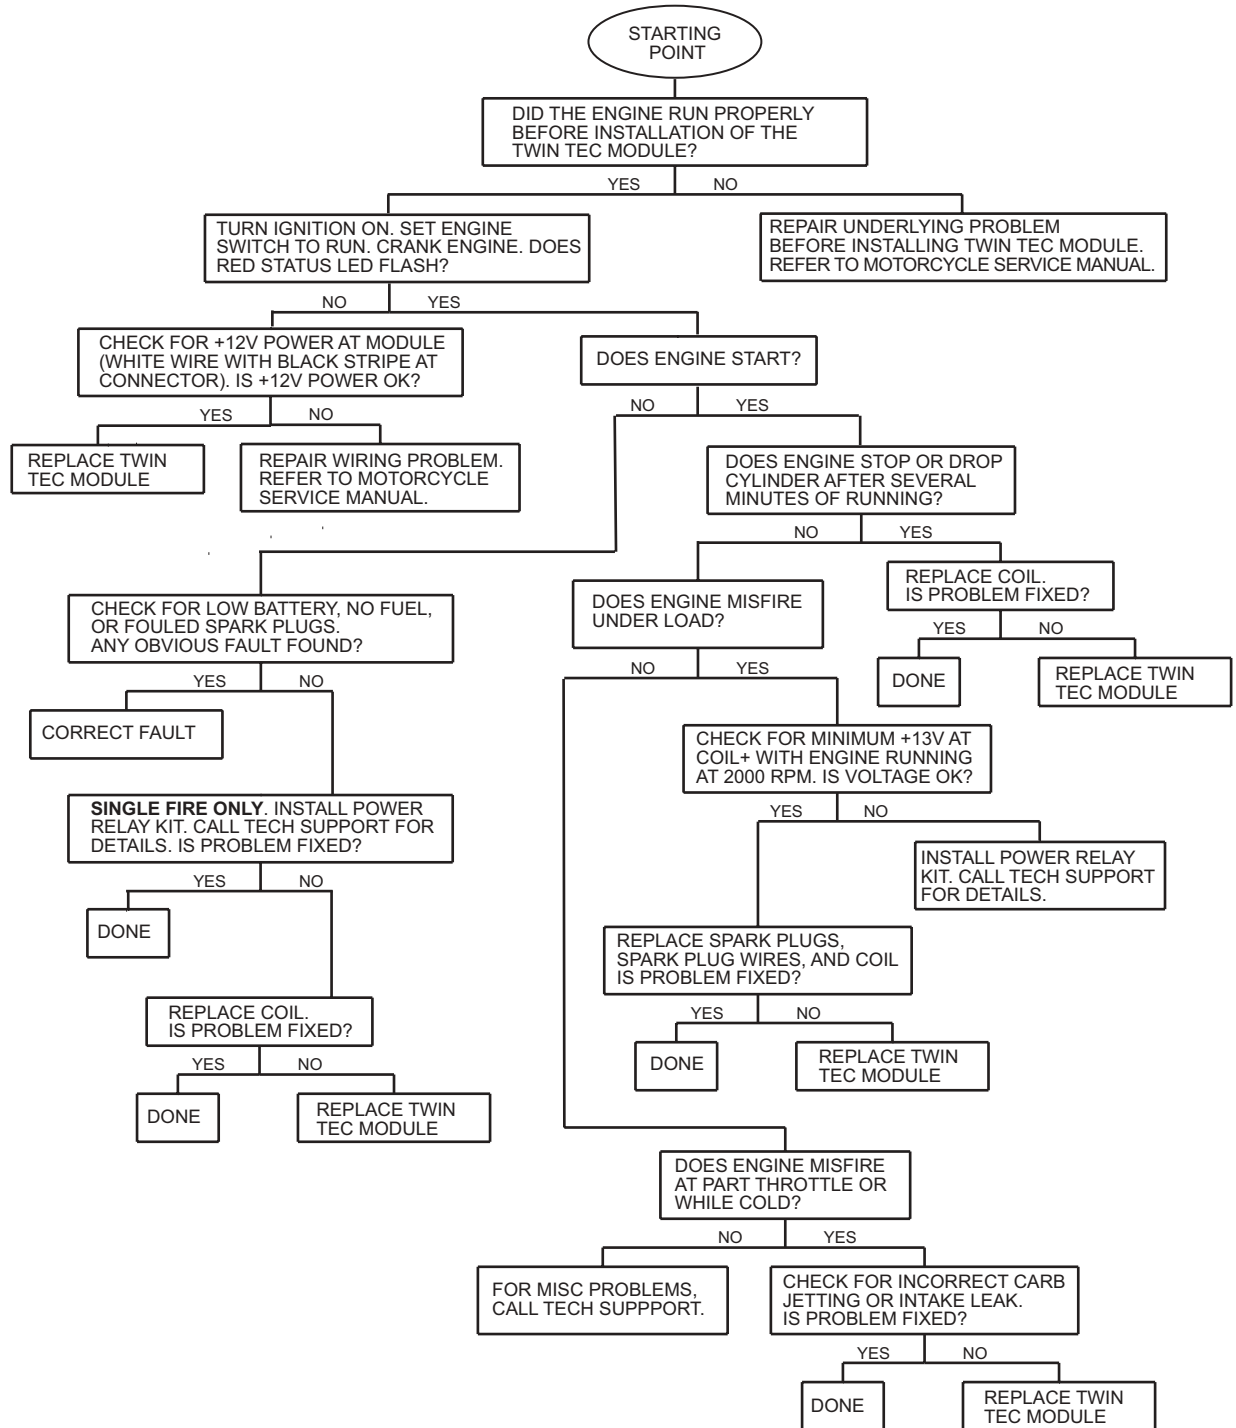 STARTING
POINT
DID THE ENGINE RUN PROPERLY
BEFORE INSTALLATION OF THE
TWIN TEC MODULE?
YES
NO
TURN IGNITION ON. SET ENGINE
SWITCH TO RUN. CRANK ENGINE. DOES
RED STATUS LED FLASH?
REPAIR UNDERLYING PROBLEM
BEFORE INSTALLING TWIN TEC MODULE.
REFER TO MOTORCYCLE SERVICE MANUAL.
NO
YES
CHECK FOR +12V POWER AT MODULE
(WHITE WIRE WITH BLACK STRIPE AT
CONNECTOR). IS +12V POWER OK?
DOES ENGINE START?
YES
NO
NO
YES
REPLACE TWIN
TEC MODULE
REPAIR WIRING PROBLEM.
REFER TO MOTORCYCLE
SERVICE MANUAL.
DOES ENGINE STOP OR DROP
CYLINDER AFTER SEVERAL
MINUTES OF RUNNING?
NO
YES
CHECK FOR LOW BATTERY, NO FUEL,
OR FOULED SPARK PLUGS.
ANY OBVIOUS FAULT FOUND?
DOES ENGINE MISFIRE
UNDER LOAD?
REPLACE COIL.
IS PROBLEM FIXED?
YES
NO
NO
YES
YES
NO
DONE
REPLACE TWIN
TEC MODULE
CORRECT FAULT
CHECK FOR MINIMUM +13V AT
COIL+ WITH ENGINE RUNNING
AT 2000 RPM. IS VOLTAGE OK?
YES
NO
SINGLE FIRE ONLY. INSTALL POWER
RELAY KIT. CALL TECH SUPPORT FOR
DETAILS. IS PROBLEM FIXED?
INSTALL POWER RELAY
KIT. CALL TECH SUPPORT
FOR DETAILS.
YES
NO
DONE
REPLACE SPARK PLUGS,
SPARK PLUG WIRES, AND COIL
IS PROBLEM FIXED?
YES
NO
REPLACE COIL.
IS PROBLEM FIXED?
DONE
REPLACE TWIN
TEC MODULE
YES
NO
DONE
REPLACE TWIN
TEC MODULE
DOES ENGINE MISFIRE
AT PART THROTTLE OR
WHILE COLD?
NO
YES
FOR MISC PROBLEMS,
CALL TECH SUPPPORT.
CHECK FOR INCORRECT CARB
JETTING OR INTAKE LEAK.
IS PROBLEM FIXED?
YES
NO
DONE
REPLACE TWIN
TEC MODULE